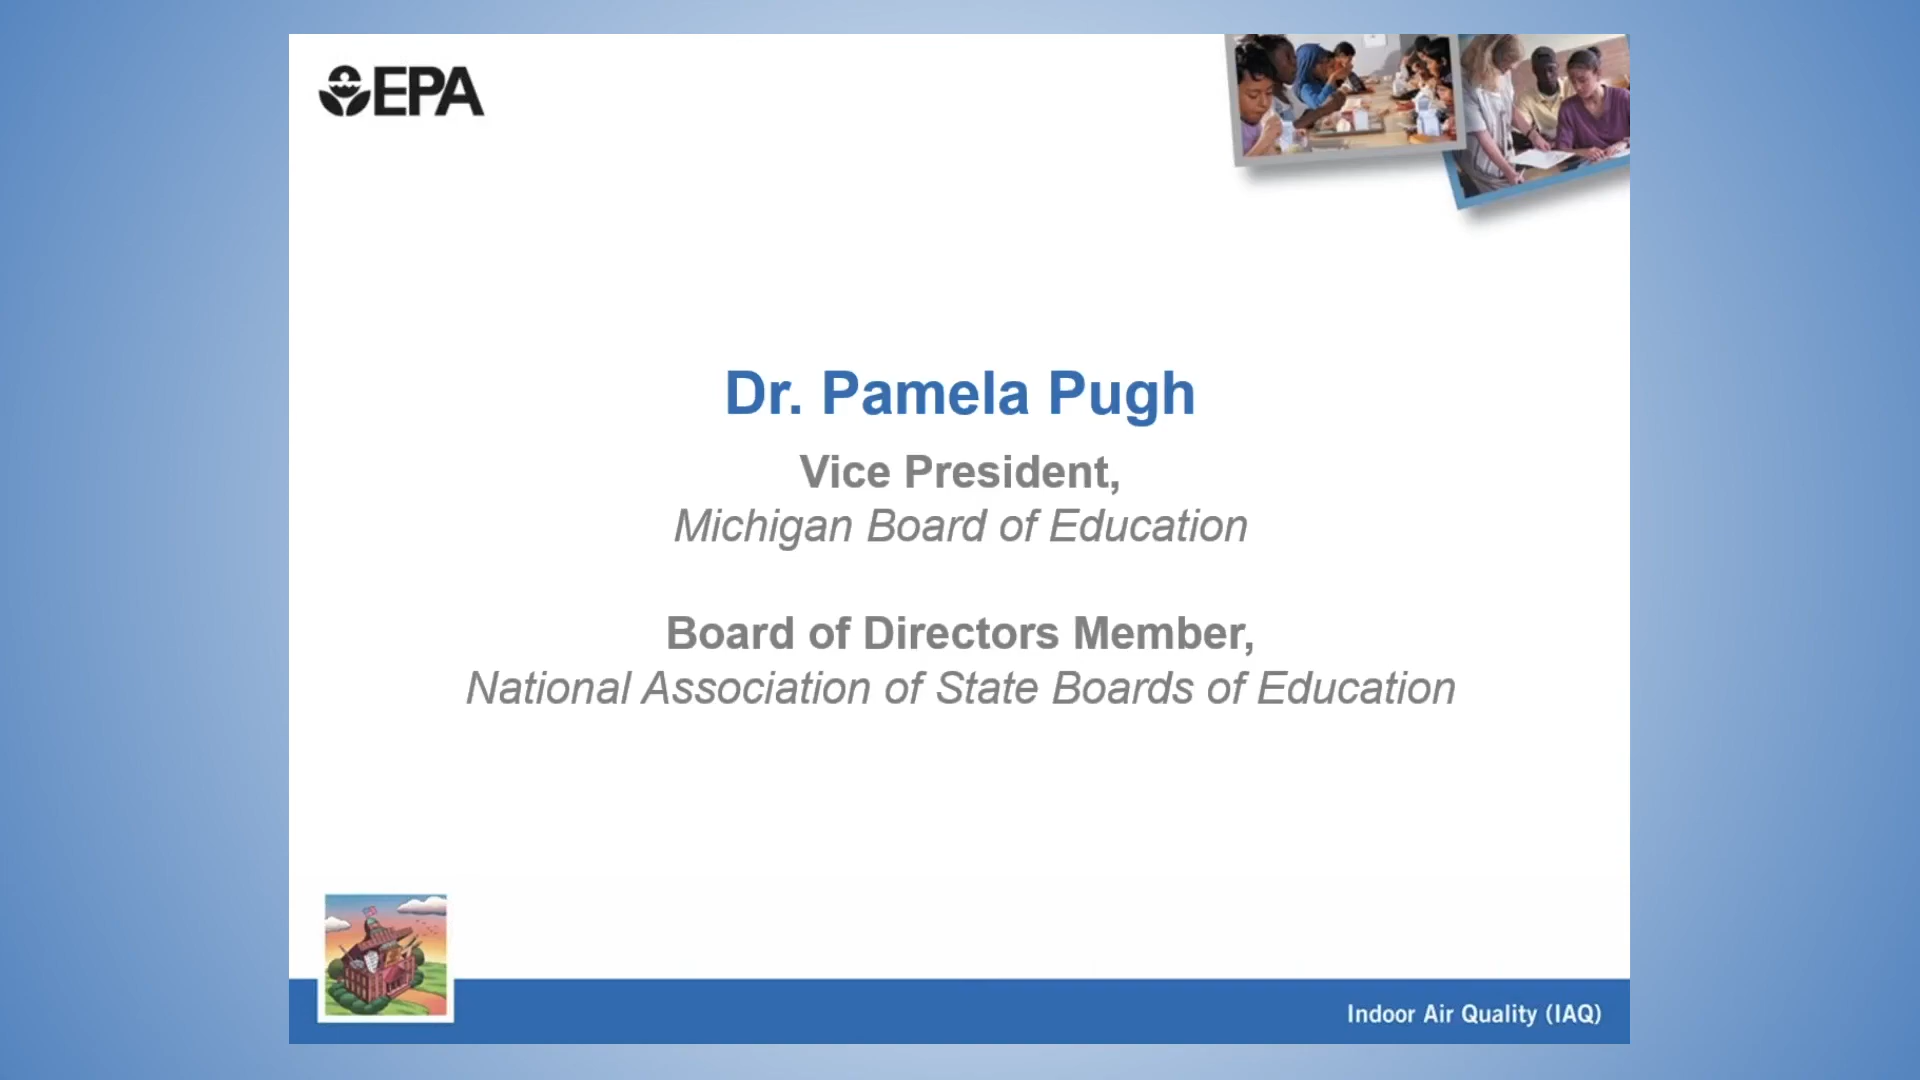 EPA
Dr. Pamela Pugh
Vice President,
Michigan Board of Education
Board of Directors Member,
National Association of State Boards of Education
Indoor Air Quality (IAQ)